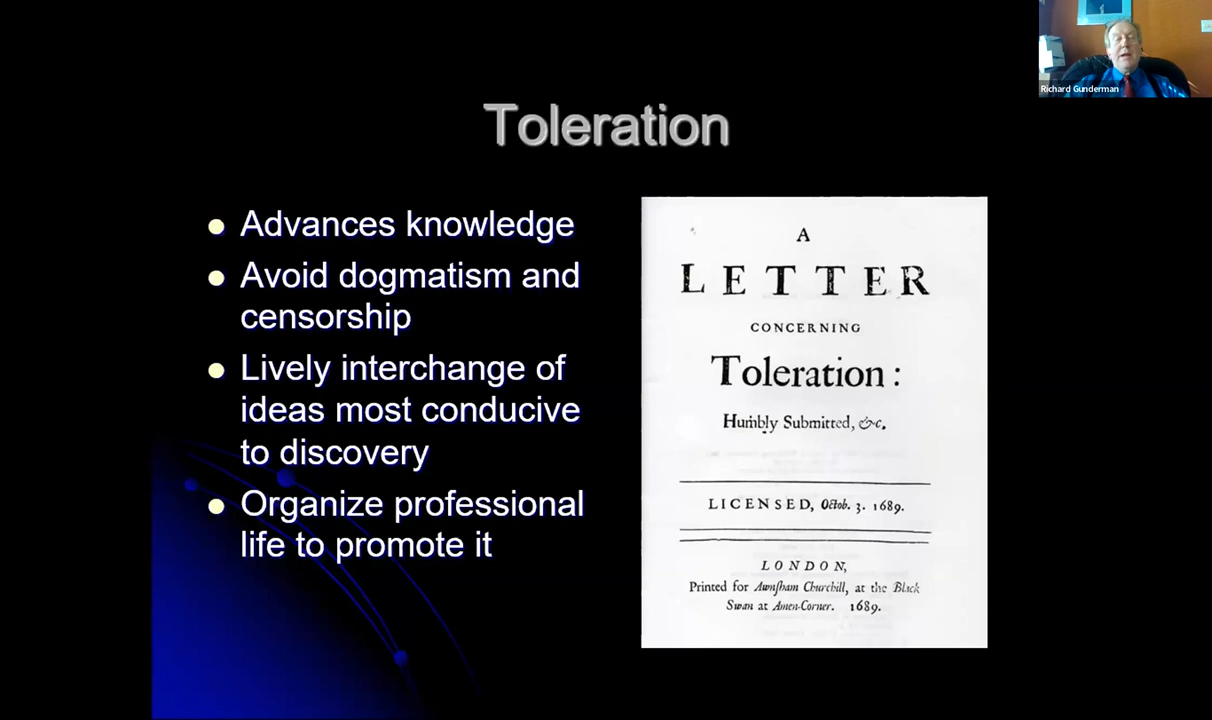 Richard Gunderman
Toleration
Advances knowledge
Avoid dogmatism and
censorship
Lively interchange of
ideas most conducive
to discovery
Organize professional
life to promote it
A
LETTER
CONCERNING
Toleration:
Humbly Submitted, &c.
LICENSED, Octob. 3. 1689.
LONDON,
Printed for Awnsham Churchill, at the Black
Swan at Amen-Corner. 1689.